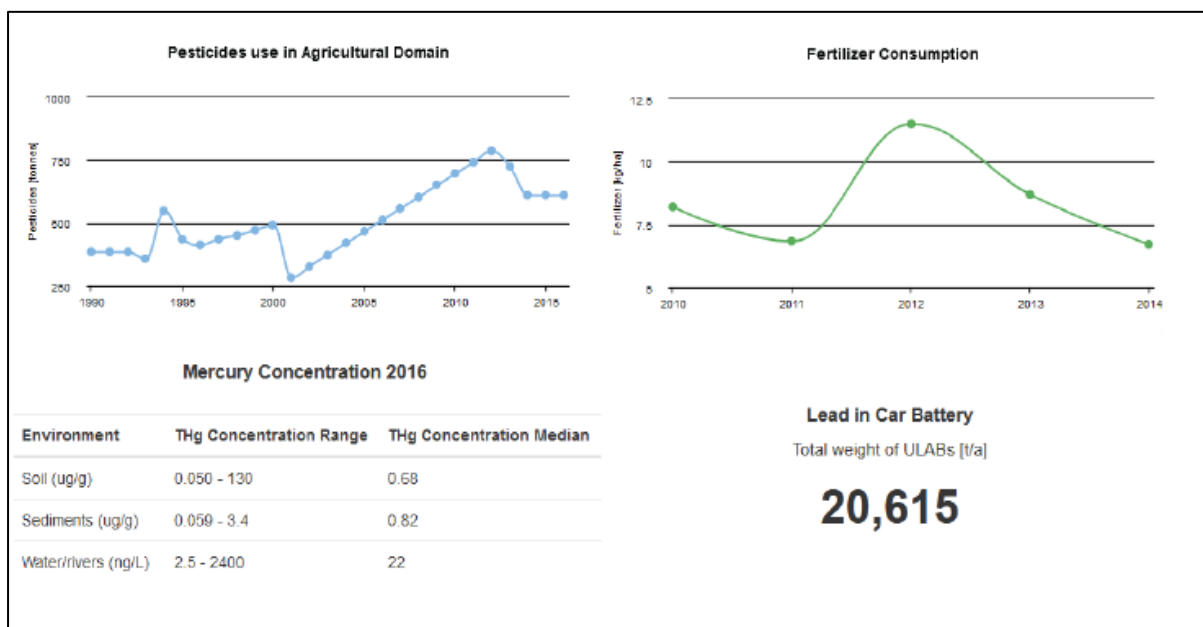 Pesticides use in Agricultural Domain
1000
750
500
250
Pesticides [tonnes]
1990 1995 2000 2005 2010 2015
Fertilizer Consumption
12.5
10
7.5
5
Fertilizer [kg/ha]
2010 2011 2012 2013 2014
Mercury Concentration 2016
Environment THg Concentration Range THg Concentration Median
Soil (ug/g) 0.050 - 130 0.68
Sediments (ug/g) 0.059 - 3.4 0.82
Water/rivers (ng/L) 2.5 - 2400 22
Lead in Car Battery
Total weight of ULABs [t/a]
20,615